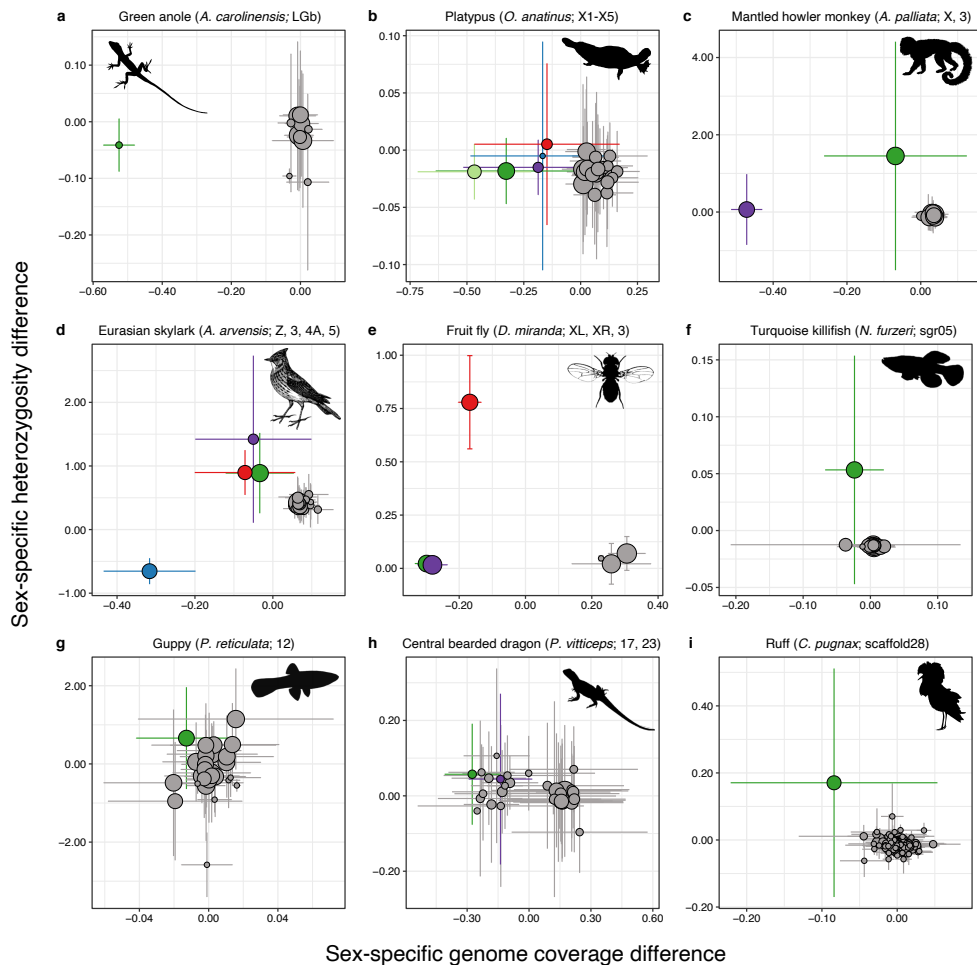 a Green anole (A. carolinensis; LGb)
0.10
0.00
−0.10
−0.20
−0.60 −0.40 −0.20 0.00
b Platypus (O. anatinus; X1-X5)
0.10
0.05
0.00
−0.05
−0.10
−0.75 −0.50 −0.25 0.00 0.25
c Mantled howler monkey (A. palliata; X, 3)
4.00
2.00
0.00
−0.40 −0.20 0.00
d Eurasian skylark (A. arvensis; Z, 3, 4A, 5)
2.00
1.00
0.00
−1.00
−0.40 −0.20 0.00
e Fruit fly (D. miranda; XL, XR, 3)
1.00
0.75
0.50
0.25
0.00
−0.20 0.00 0.20 0.40
f Turquoise killifish (N. furzeri; sgr05)
0.15
0.10
0.05
0.00
−0.05
−0.20 −0.10 0.00 0.10
g Guppy (P. reticulata; 12)
2.00
0.00
−2.00
−0.04 0.00 0.04
h Central bearded dragon (P. vitticeps; 17, 23)
0.20
0.00
−0.20
−0.30 0.00 0.30 0.60
i Ruff (C. pugnax; scaffold28)
0.40
0.20
0.00
−0.20
−0.20 −0.10 0.00
Sex-specific heterozygosity difference
Sex-specific genome coverage difference